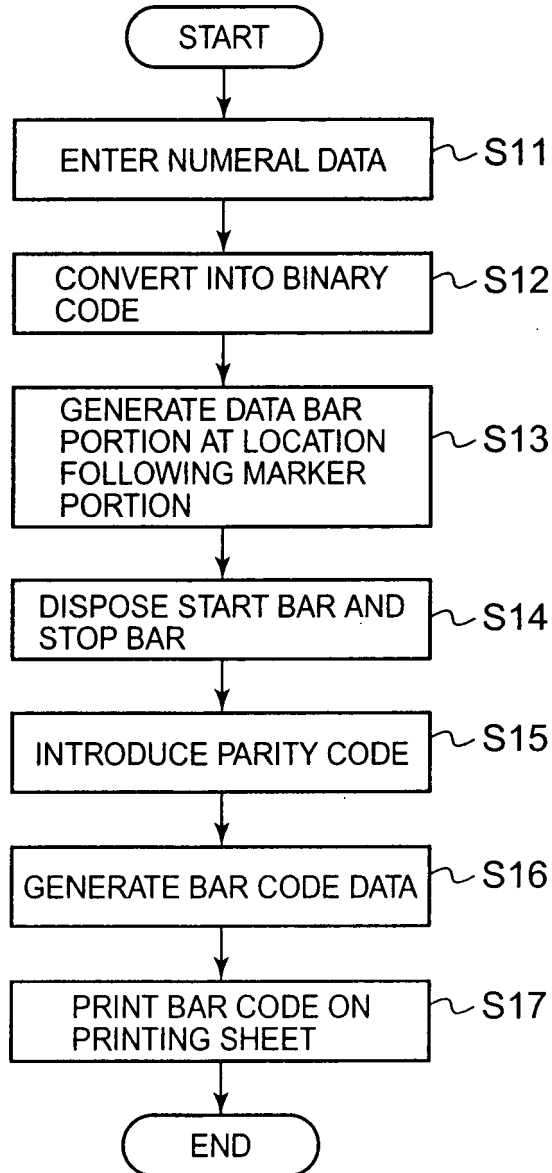 START
ENTER NUMERAL DATA
S11
CONVERT INTO BINARY
CODE
S12
GENERATE DATA BAR
PORTION AT LOCATION
FOLLOWING MARKER
PORTION
S13
DISPOSE START BAR AND
STOP BAR
S14
INTRODUCE PARITY CODE
S15
GENERATE BAR CODE DATA
S16
PRINT BAR CODE ON
PRINTING SHEET
S17
END